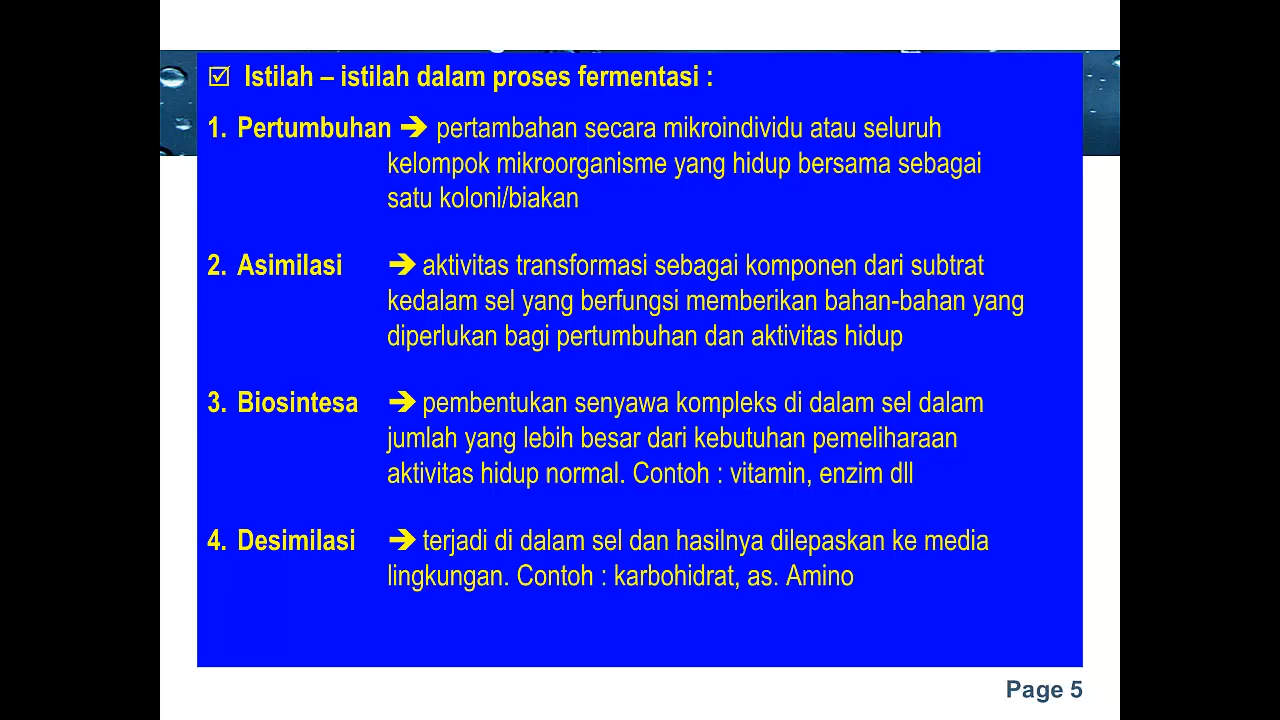 ☑ Istilah – istilah dalam proses fermentasi :
1. Pertumbuhan ➔ pertambahan secara mikroindividu atau seluruh
kelompok mikroorganisme yang hidup bersama sebagai
satu koloni/biakan
2. Asimilasi ➔ aktivitas transformasi sebagai komponen dari subtrat
kedalam sel yang berfungsi memberikan bahan-bahan yang
diperlukan bagi pertumbuhan dan aktivitas hidup
3. Biosintesa ➔ pembentukan senyawa kompleks di dalam sel dalam
jumlah yang lebih besar dari kebutuhan pemeliharaan
aktivitas hidup normal. Contoh : vitamin, enzim dll
4. Desimilasi ➔ terjadi di dalam sel dan hasilnya dilepaskan ke media
lingkungan. Contoh : karbohidrat, as. Amino
Page 5